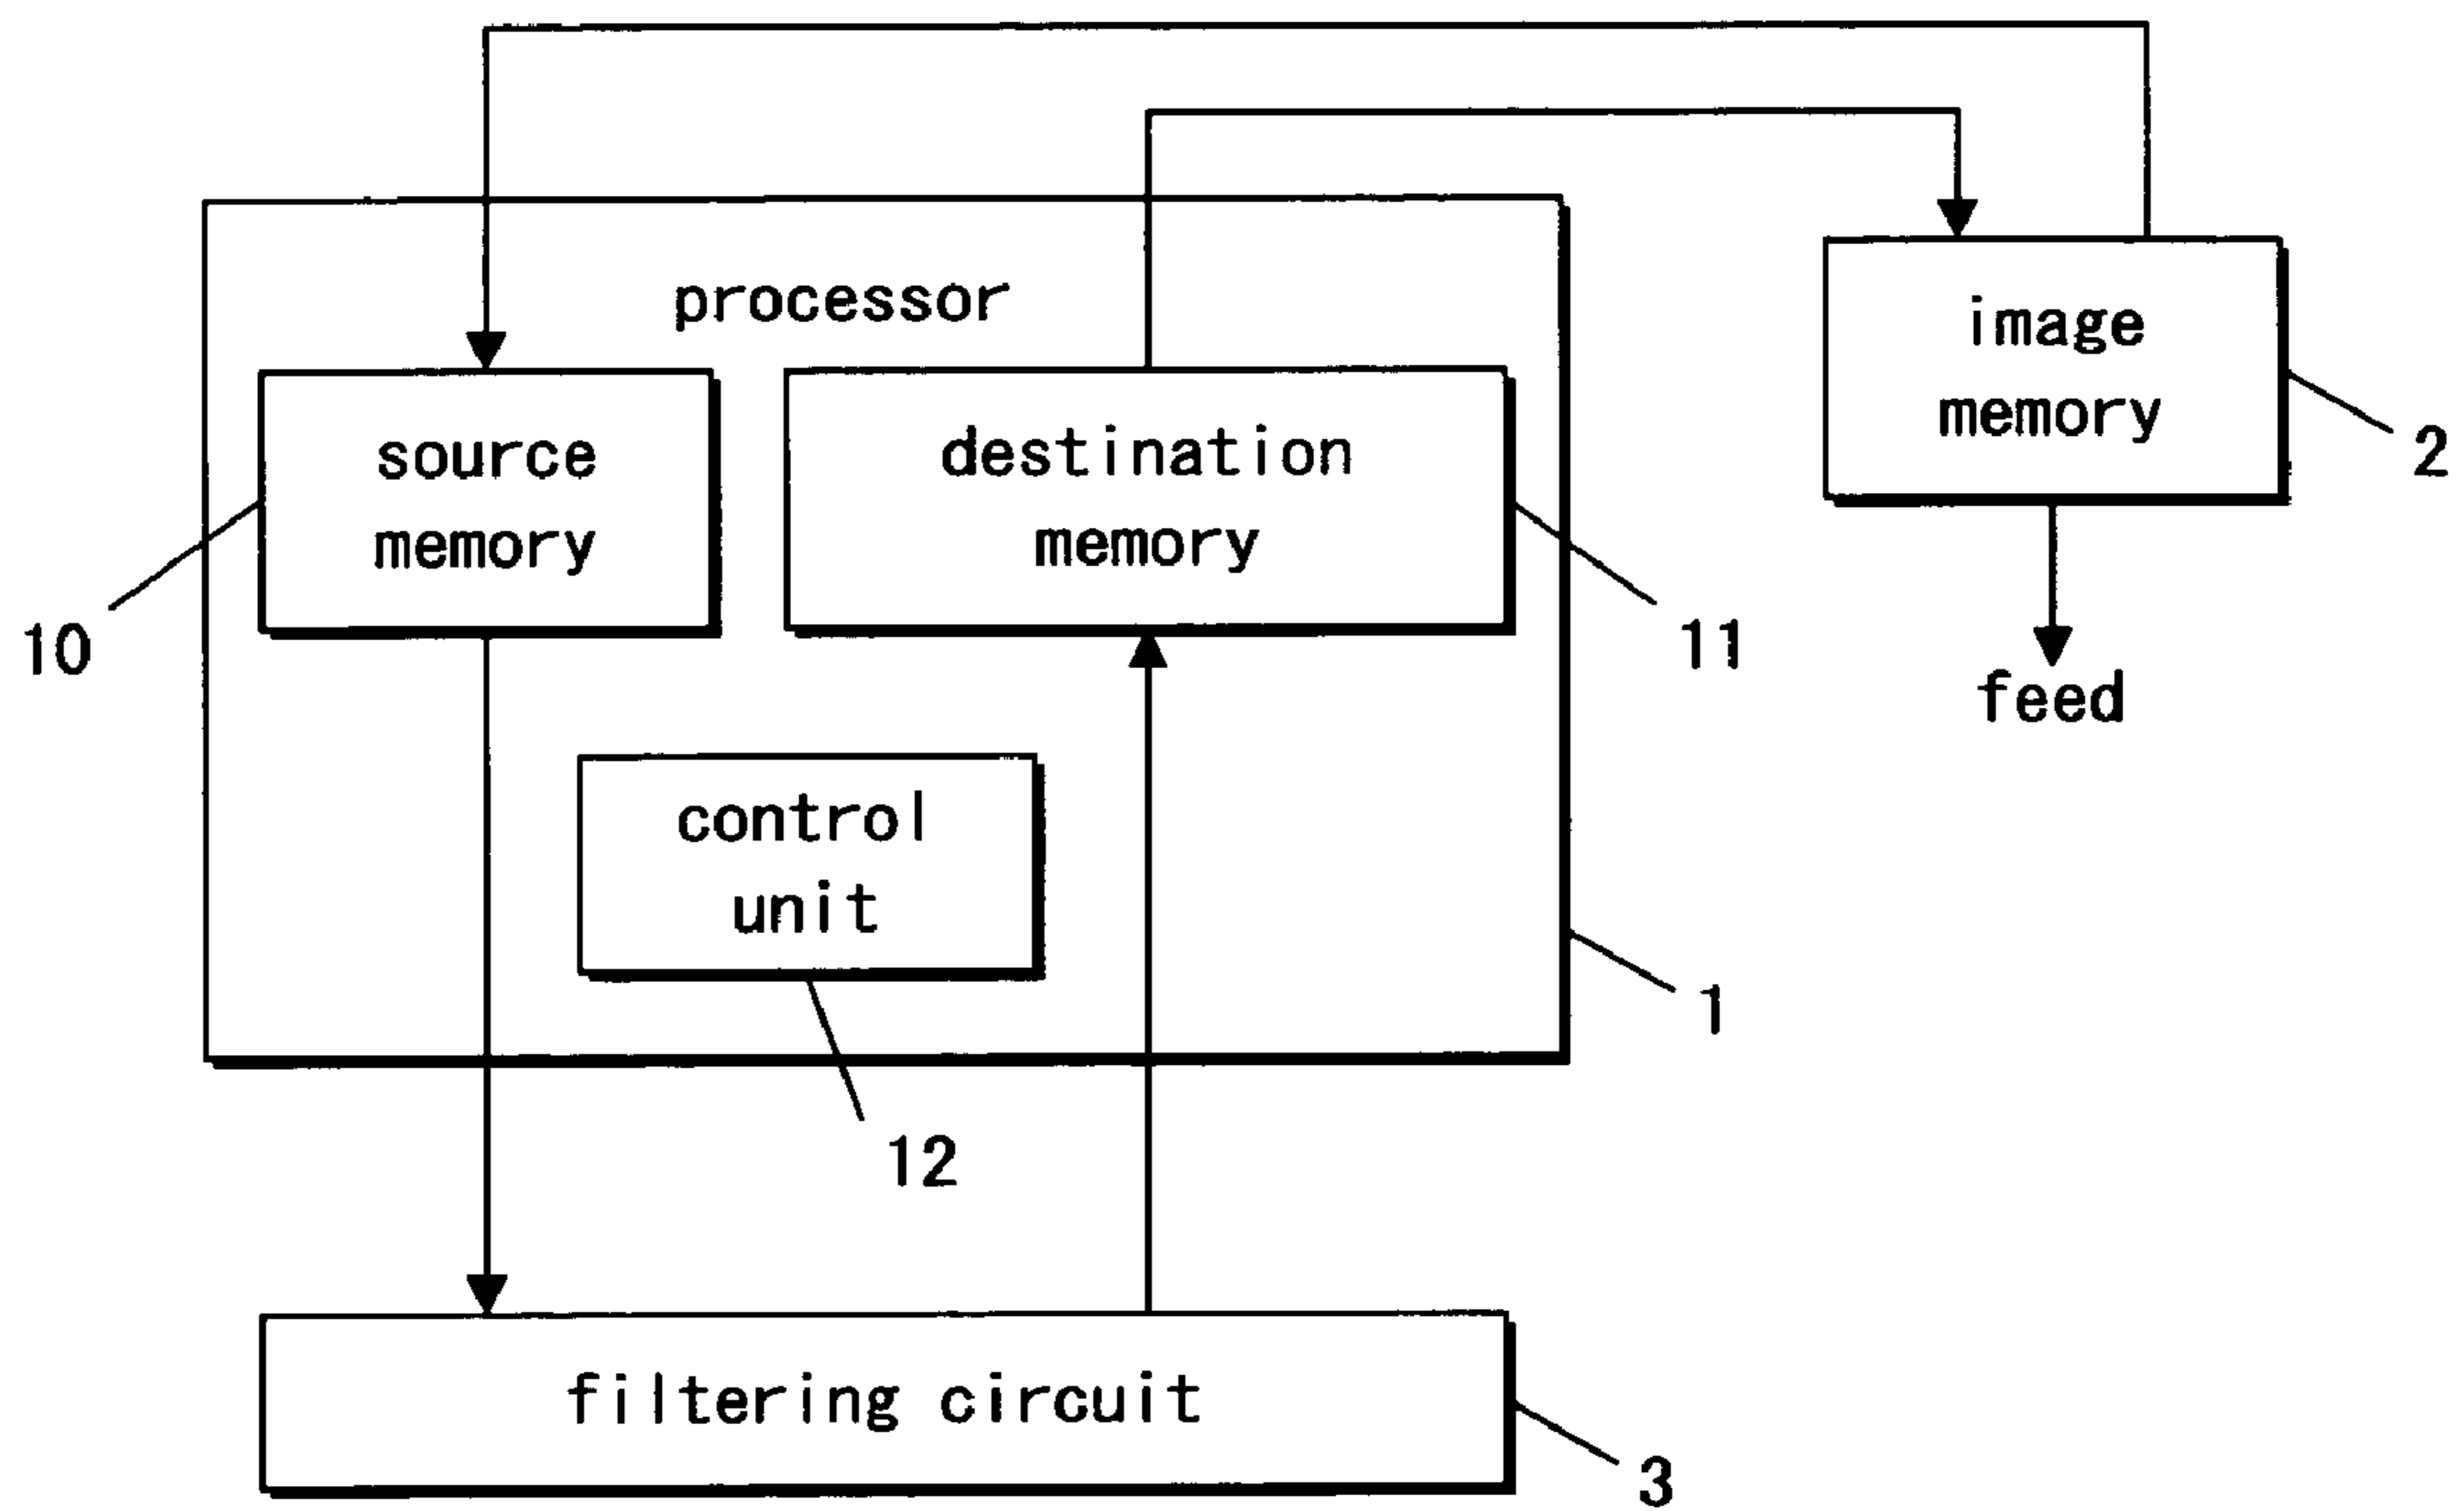 processor
image
memory
2
source
memory
10
destination
memory
11
feed
control
unit
1
12
filtering circuit
3